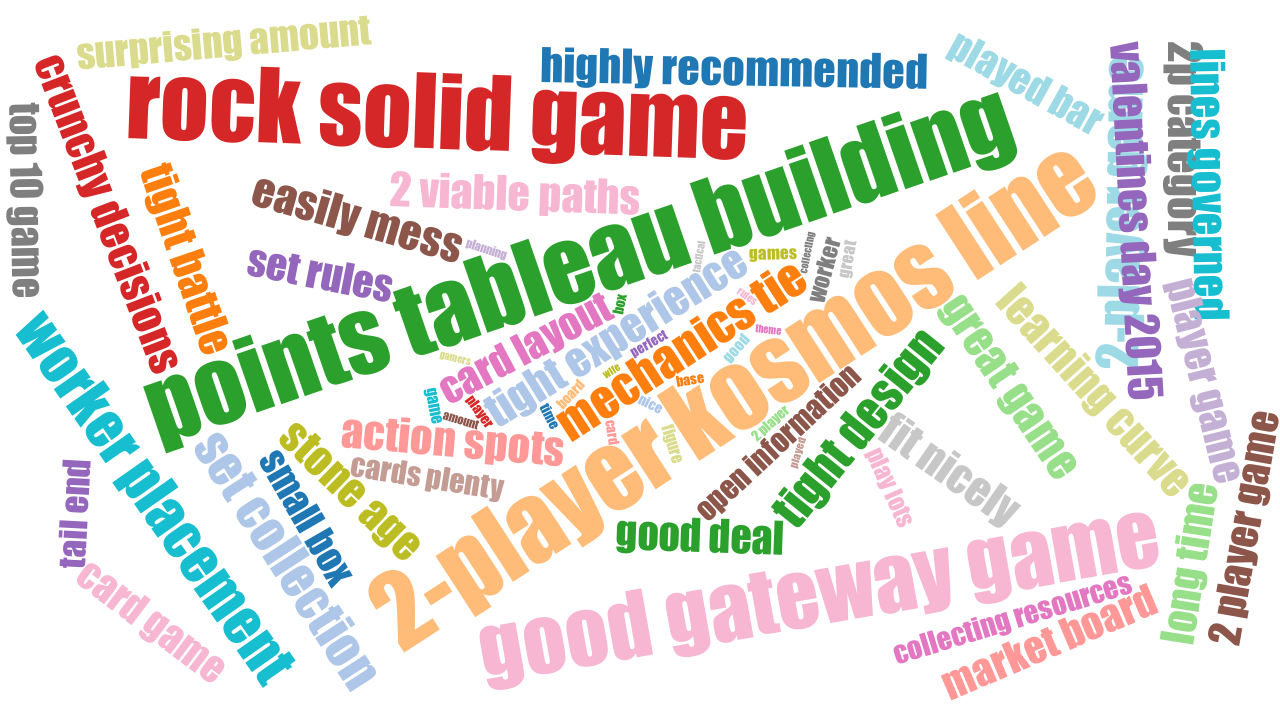 surprising amount
highly recommended
rock solid game
crunchy decisions
top 10 game
tight battle
easily mess
2 viable paths
set rules
planning
points tableau building
played bar
valentines day 2015
2p category
lines governed
player game
2-player kosmos line
tactical
games
collecting
worker
great
box
card layout
tight experience
mechanics tie
rules
theme
perfect
good
gamers
wife
board
base
game
amount
player
time
nice
card
figure
2 player
played
action spots
cards plenty
stone age
small box
set collection
worker placement
tail end
card game
open information
tight design
good deal
fit nicely
play lots
great game
learning curve
long time
2 player game
good gateway game
collecting resources
market board